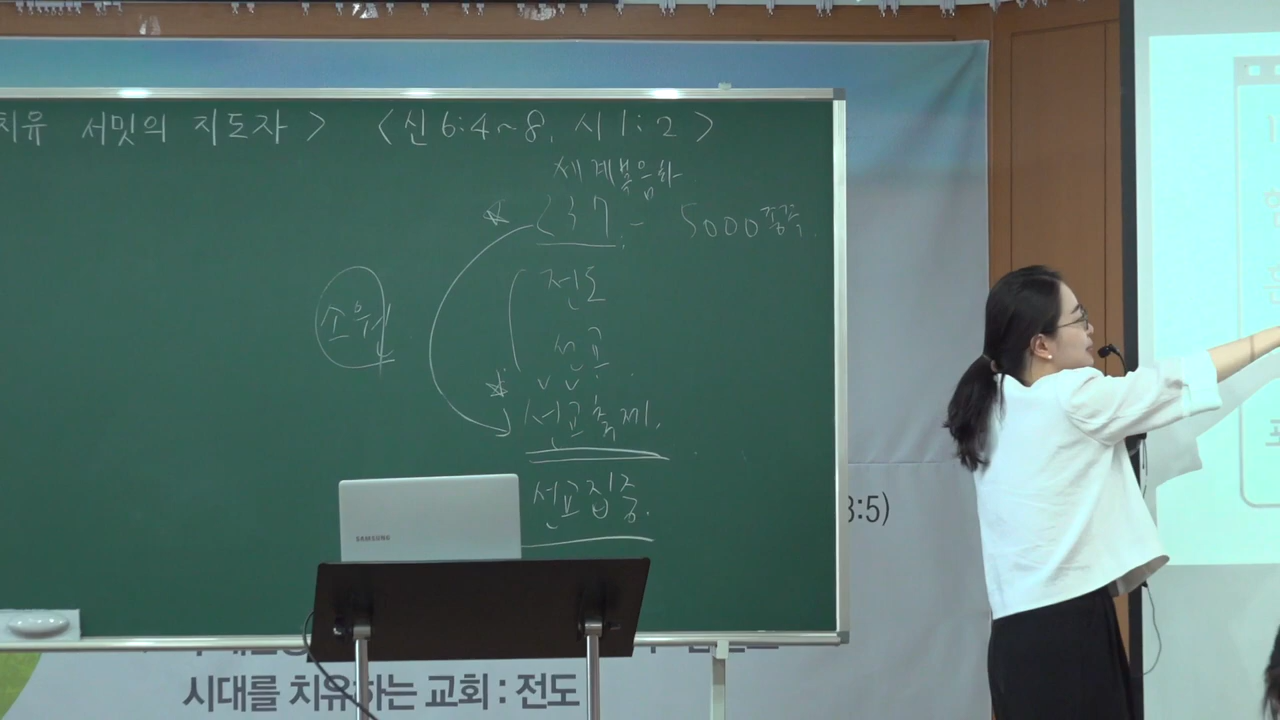 치유 서밋의 지도자 > <신 6:4~8, 시 1:2>
세계복음화
237 - 5000종족
전도
소원
선교
선교축제.
선교집중.
SAMSUNG
3:5)
시대를 치유하는 교회 : 전도